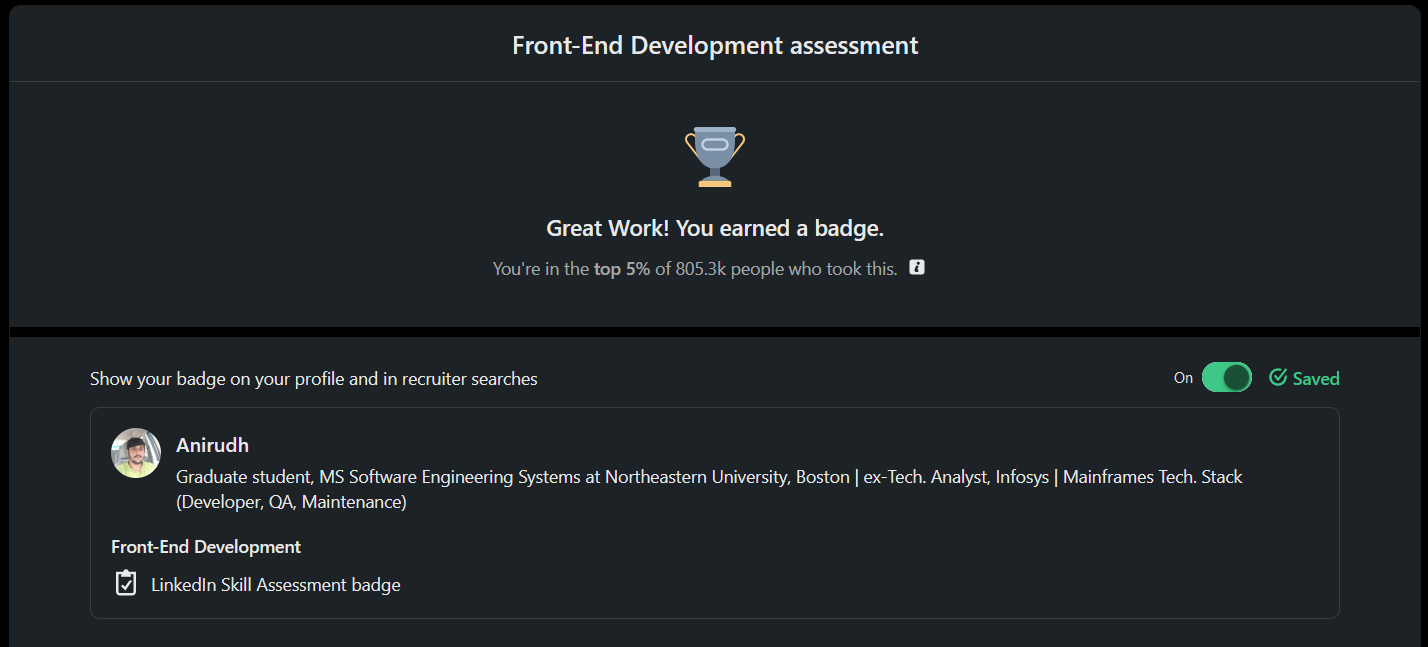 Front-End Development assessment
Great Work! You earned a badge.
You're in the top 5% of 805.3k people who took this.
Show your badge on your profile and in recruiter searches
On
Saved
Anirudh
Graduate student, MS Software Engineering Systems at Northeastern University, Boston | ex-Tech. Analyst, Infosys | Mainframes Tech. Stack
(Developer, QA, Maintenance)
Front-End Development
LinkedIn Skill Assessment badge